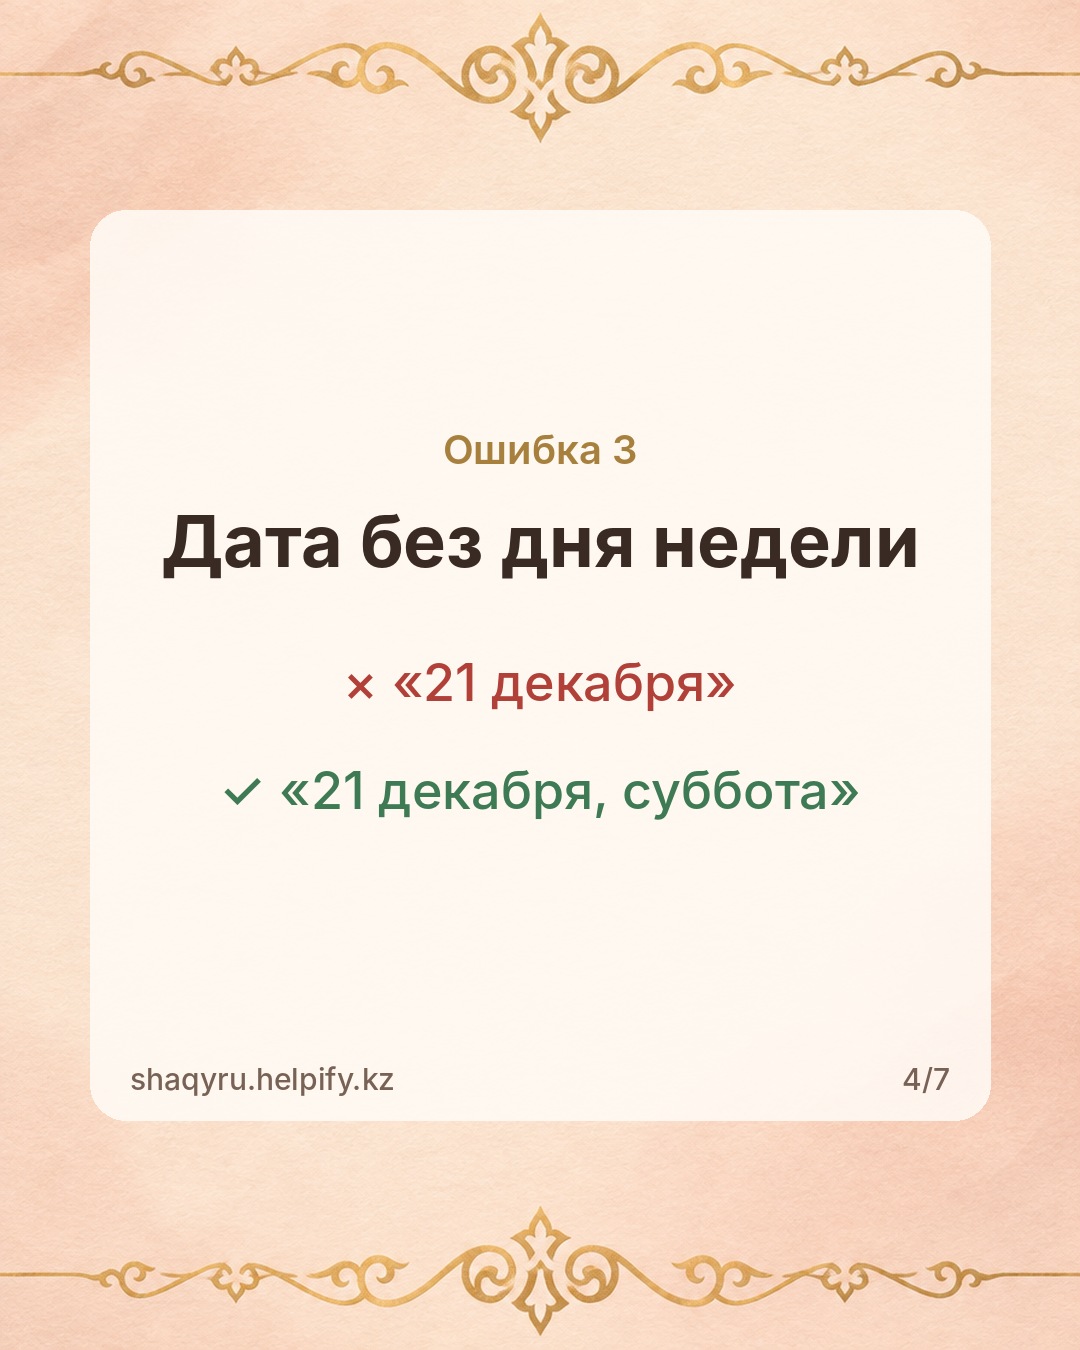 Ошибка 3
Дата без дня недели
× «21 декабря»
✓ «21 декабря, суббота»
shaqyru.helpify.kz
4/7